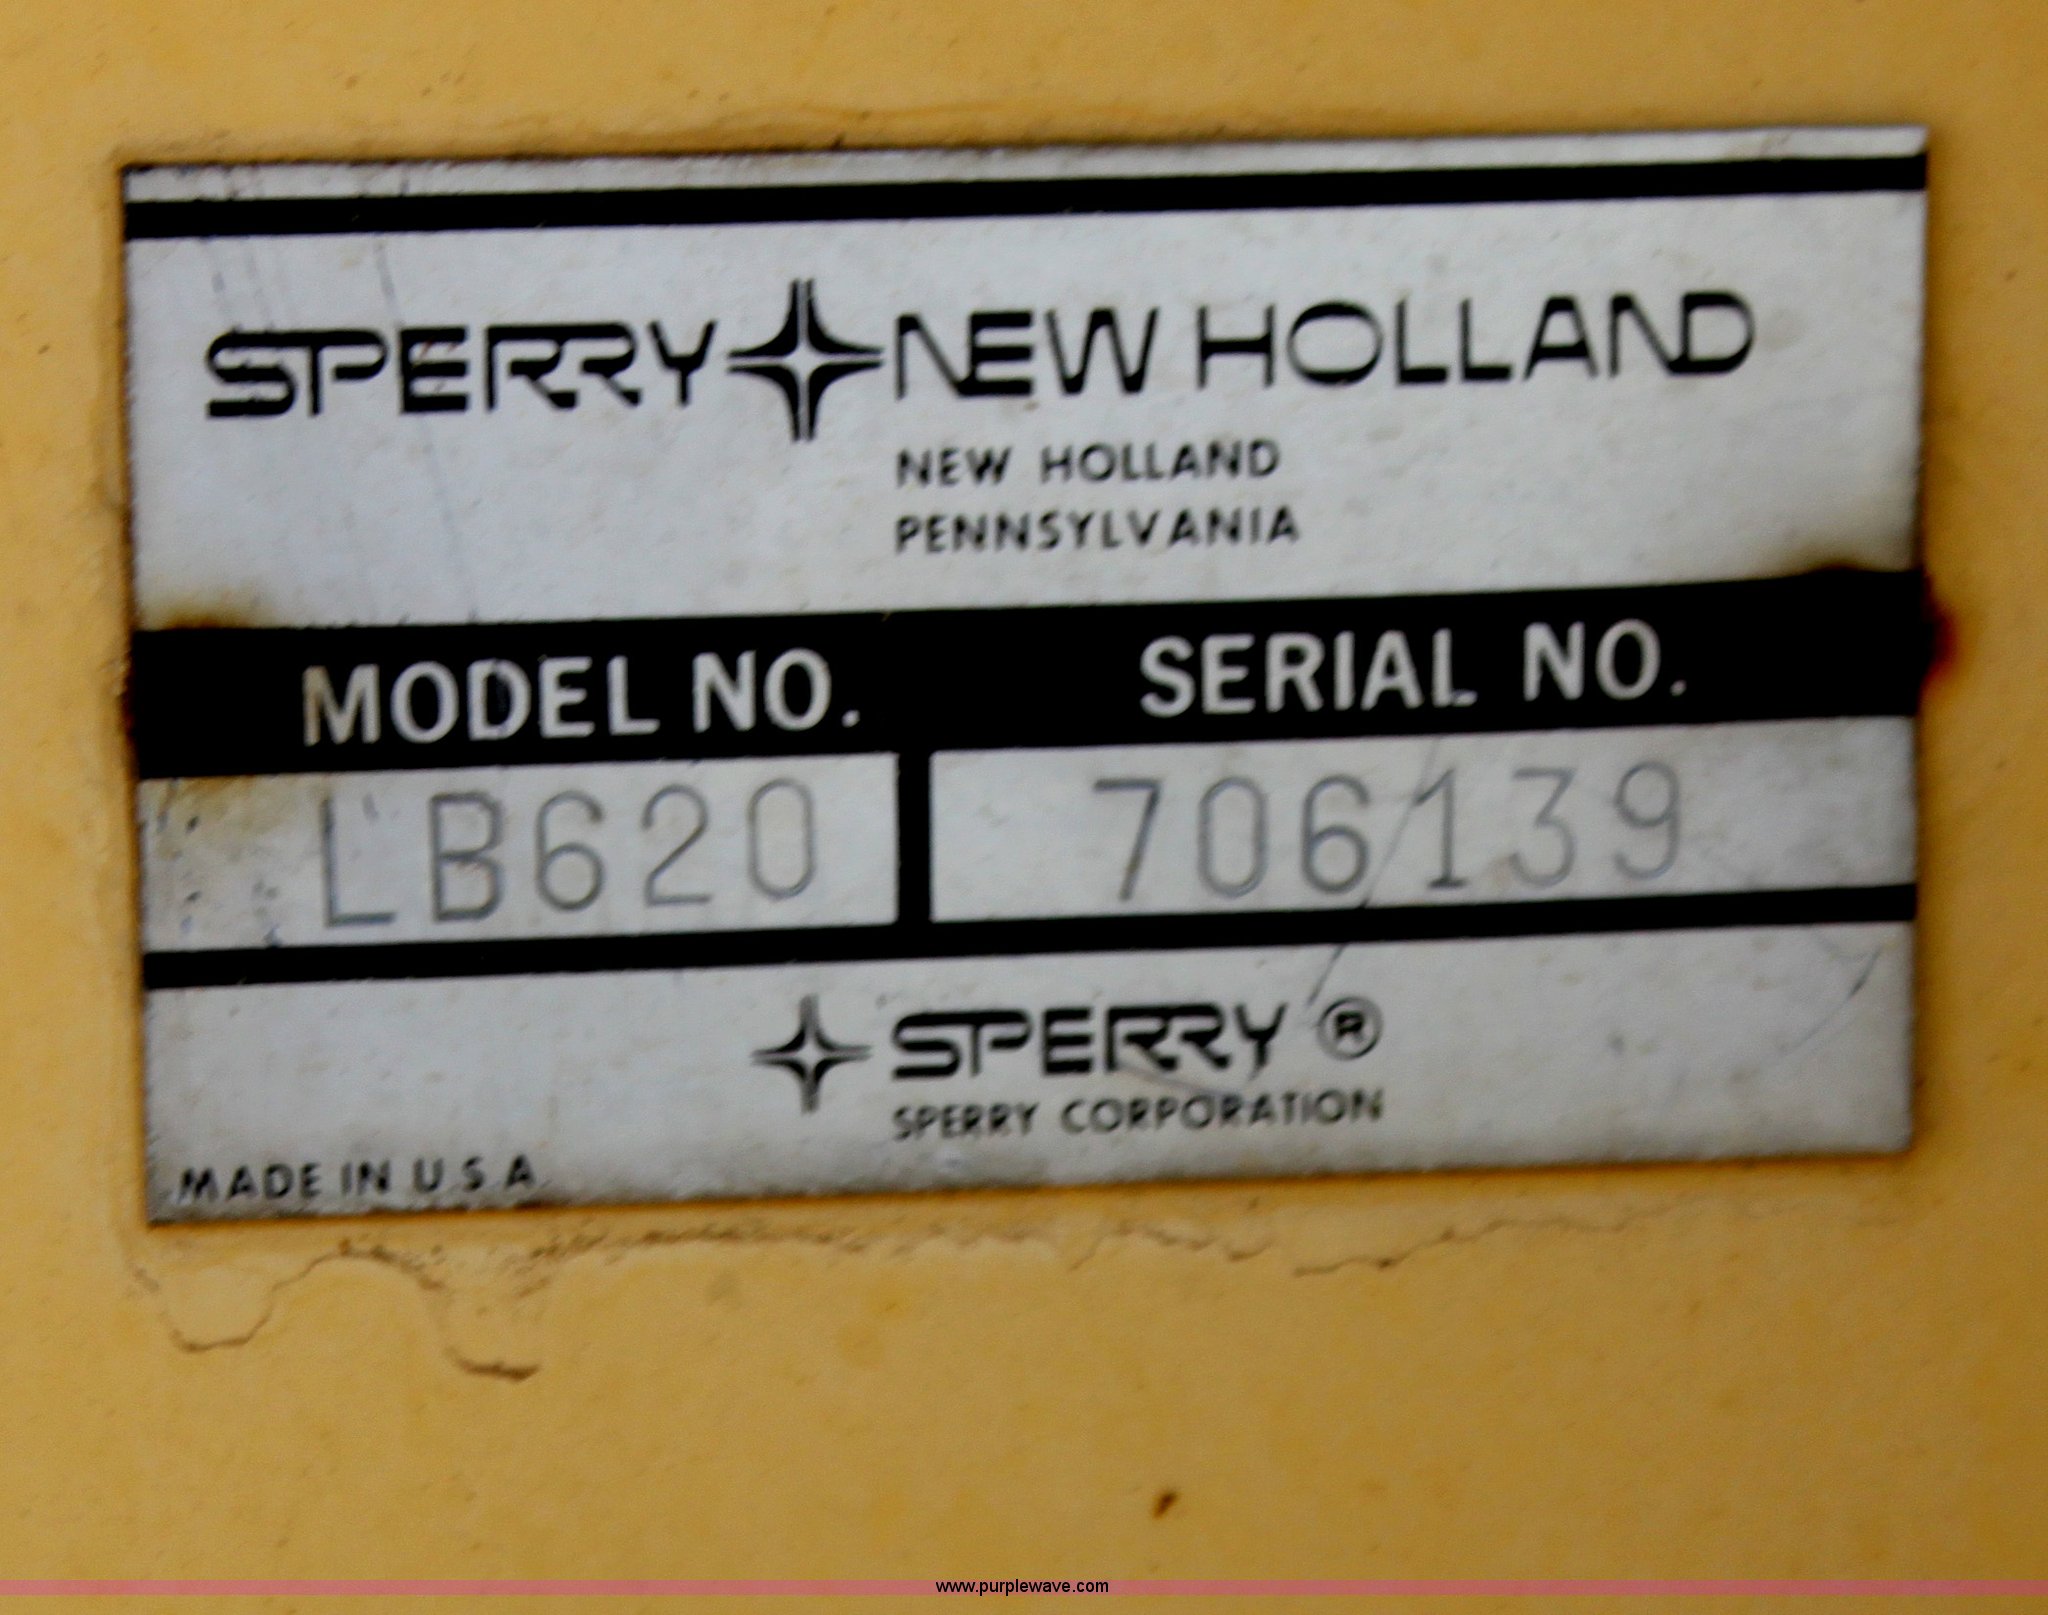 SPERRY NEW HOLLAND
NEW HOLLAND
PENNSYLVANIA
MODEL NO. SERIAL NO.
LB620 706139
SPERRY ®
SPERRY CORPORATION
MADE IN U.S.A.
www.purplewave.com